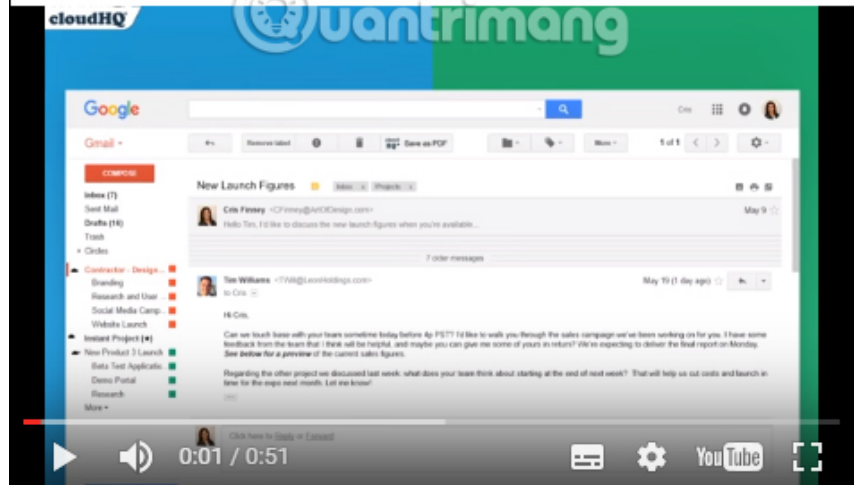 cloudHQ
Quantrimang
Google
Cris
Gmail
Remove label
Save as PDF
More
1 of 1
COMPOSE
New Launch Figures
Inbox x
Projects x
Inbox (7)
Sent Mail
Drafts (16)
Trash
Circles
Cris Finney <CFinney@ArtOfDesign.com>
May 9
Hello Tim, I'd like to discuss the new launch figures when you're available...
7 older messages
Contractor - Design...
Branding
Research and User ...
Social Media Camp...
Website Launch
Instant Project (★)
New Product 3 Launch
Beta Test Applicatio...
Demo Portal
Research
More
Tim Williams <TYW@LeonHoldings.com>
May 19 (1 day ago)
to Cris
Hi Cris,
Can we touch base with your team sometime today before 4p PST? I'd like to walk you through the sales campaign we've been working on for you. I have some
feedback from the team that I think will be helpful, and maybe you can give me some of yours in return? We're expecting to deliver the final report on Monday.
See below for a preview of the current sales figures.
Regarding the other project we discussed last week: what does your team think about starting at the end of next week? That will help us cut costs and launch in
time for the expo next month. Let me know!
Click here to Reply or Forward
0:01 / 0:51
YouTube